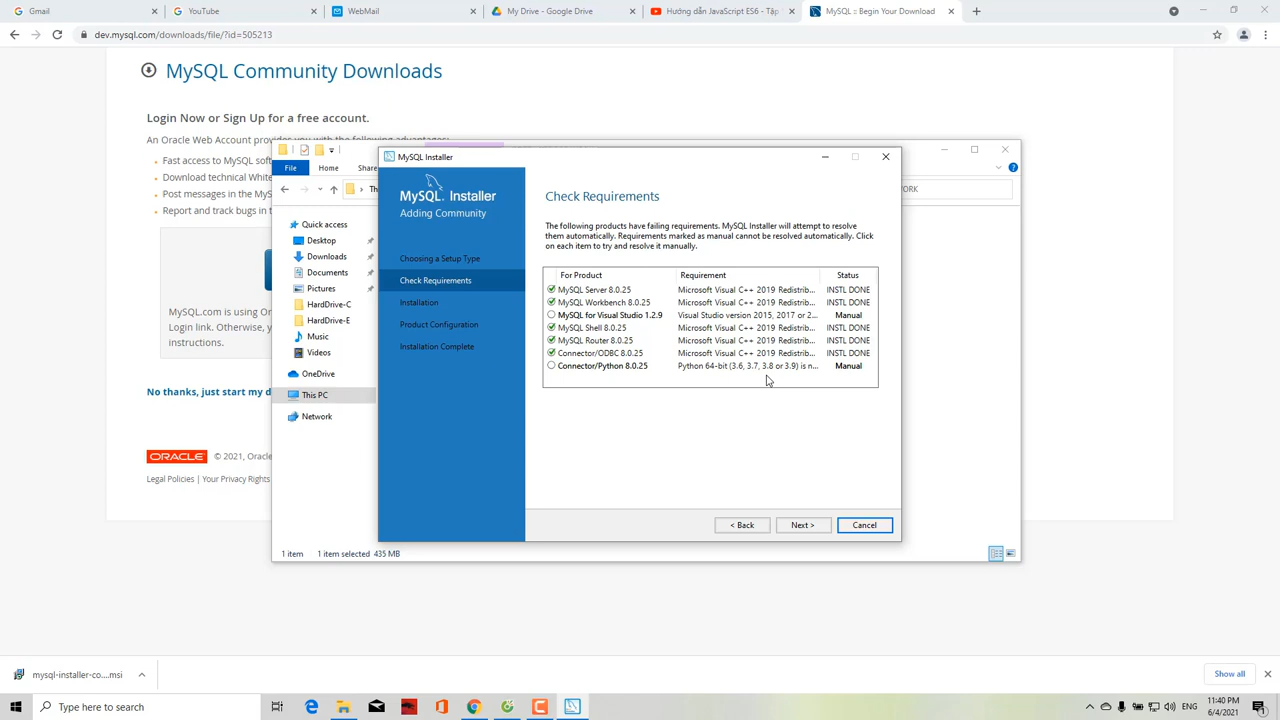 Gmail
YouTube
WebMail
My Drive - Google Drive
Hướng dẫn JavaScript ES6 - Tập
MySQL :: Begin Your Download
dev.mysql.com/downloads/file/?id=505213
MySQL Community Downloads
Login Now or Sign Up for a free account.
An Oracle Web Account provides you with the following advantages:
Fast access to MySQL soft
Download technical White
Post messages in the MyS
Report and track bugs in t
MySQL.com is using Or
Login link. Otherwise, y
instructions.
No thanks, just start my d
ORACLE © 2021, Oracle
Legal Policies | Your Privacy Rights
File
Home
Share
Th
ORK
Quick access
Desktop
Downloads
Documents
Pictures
HardDrive-C
HardDrive-E
Music
Videos
OneDrive
This PC
Network
1 item 1 item selected 435 MB
MySQL Installer
MySQL Installer
Adding Community
Choosing a Setup Type
Check Requirements
Installation
Product Configuration
Installation Complete
Check Requirements
The following products have failing requirements. MySQL Installer will attempt to resolve
them automatically. Requirements marked as manual cannot be resolved automatically. Click
on each item to try and resolve it manually.
For Product Requirement Status
MySQL Server 8.0.25 Microsoft Visual C++ 2019 Redistrib... INSTL DONE
MySQL Workbench 8.0.25 Microsoft Visual C++ 2019 Redistrib... INSTL DONE
MySQL for Visual Studio 1.2.9 Visual Studio version 2015, 2017 or 2... Manual
MySQL Shell 8.0.25 Microsoft Visual C++ 2019 Redistrib... INSTL DONE
MySQL Router 8.0.25 Microsoft Visual C++ 2019 Redistrib... INSTL DONE
Connector/ODBC 8.0.25 Microsoft Visual C++ 2019 Redistrib... INSTL DONE
Connector/Python 8.0.25 Python 64-bit (3.6, 3.7, 3.8 or 3.9) is n... Manual
< Back
Next >
Cancel
mysql-installer-co....msi
Show all
Type here to search
11:40 PM
6/4/2021